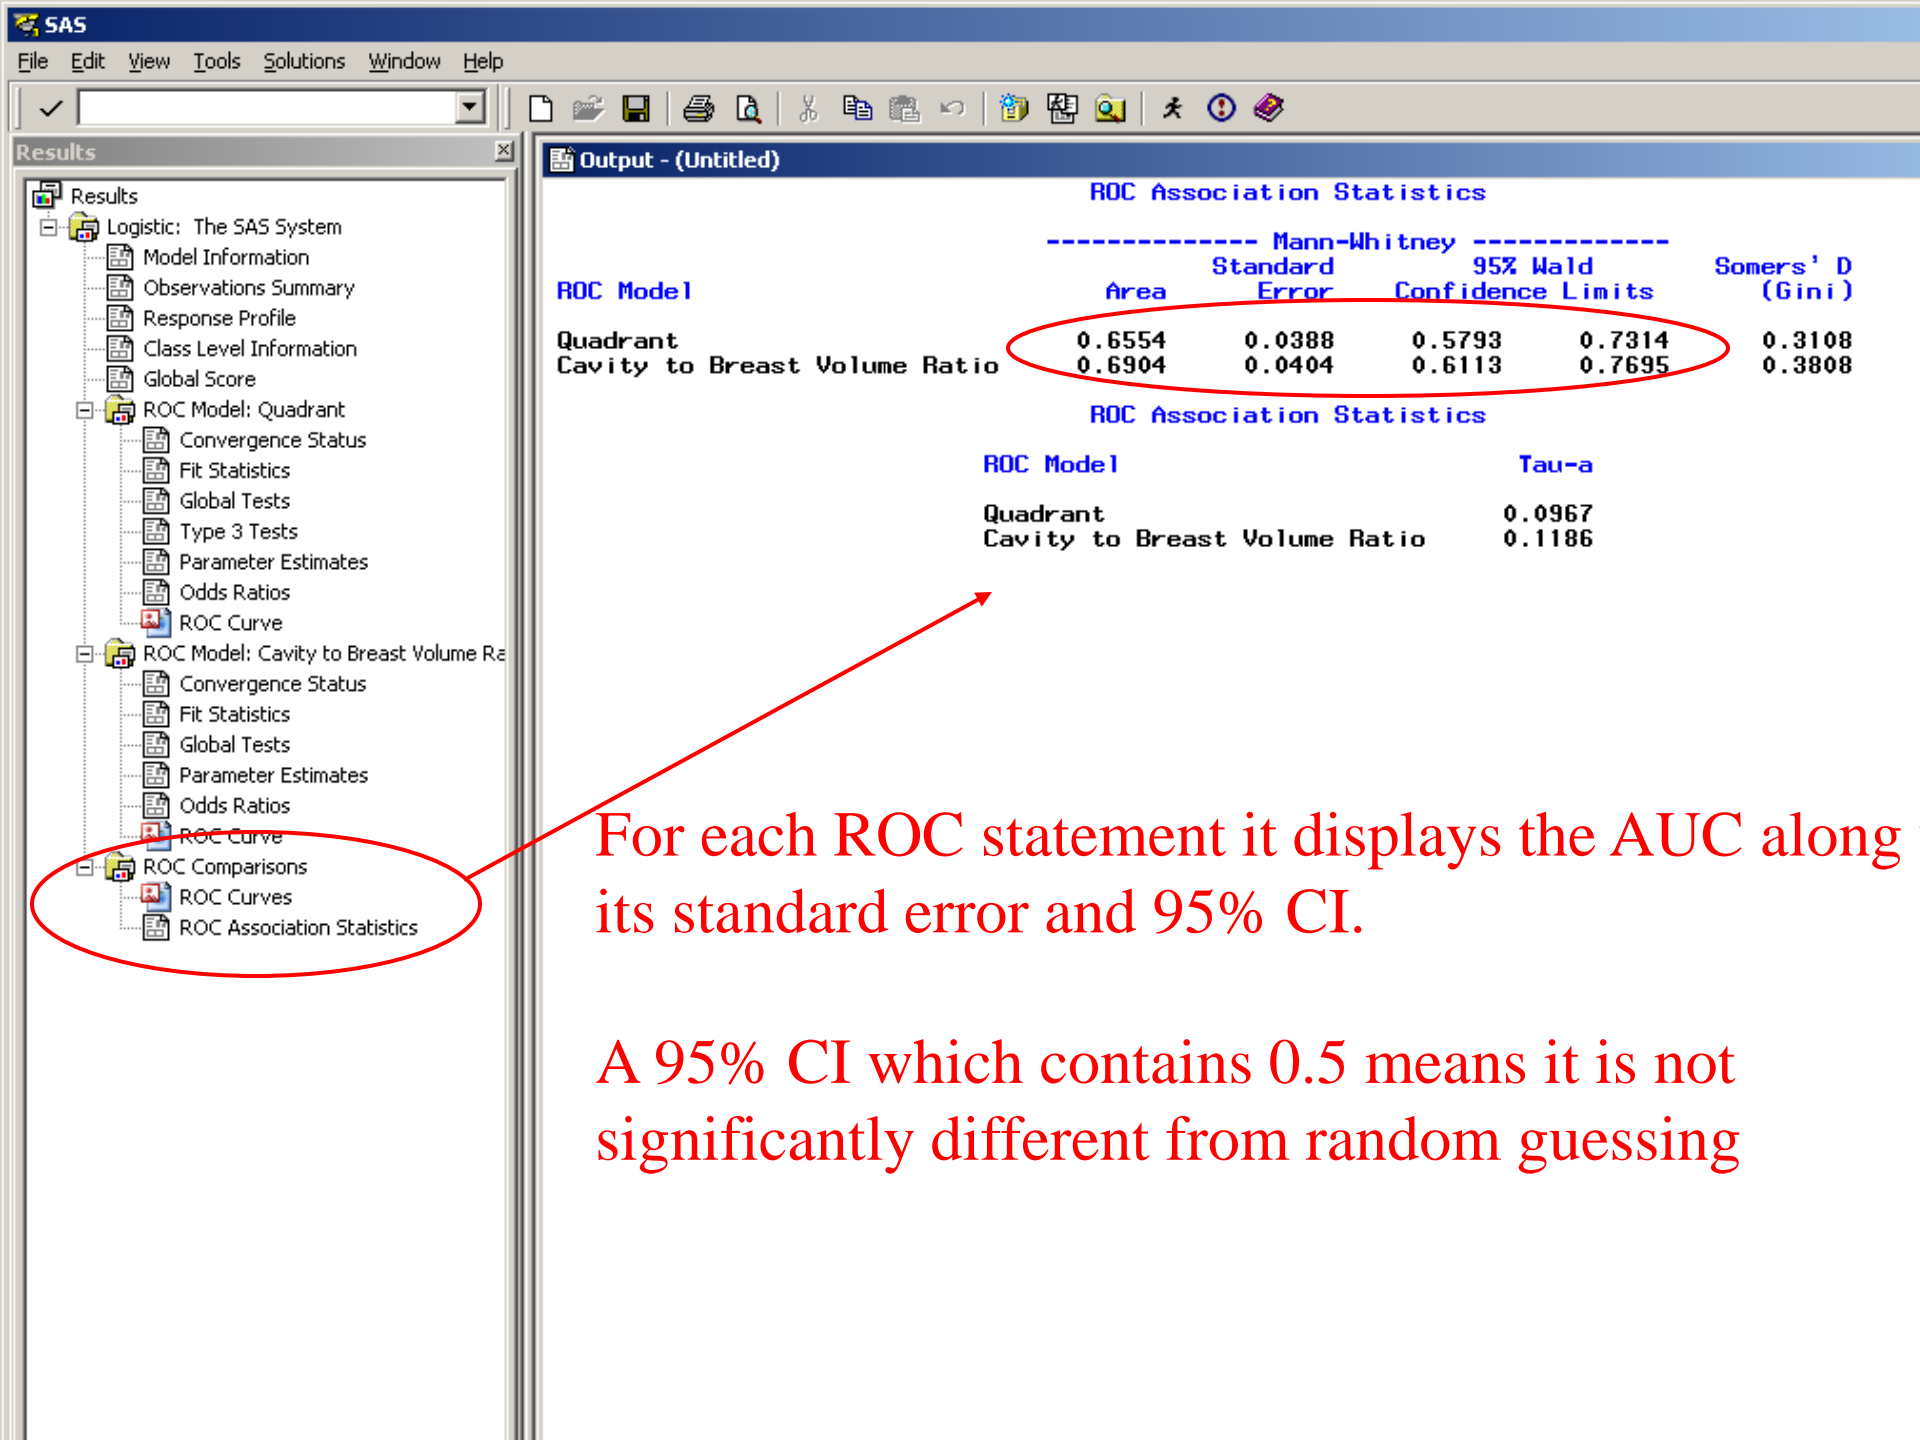 SAS
File Edit View Tools Solutions Window Help
Results
Results
Logistic: The SAS System
Model Information
Observations Summary
Response Profile
Class Level Information
Global Score
ROC Model: Quadrant
Convergence Status
Fit Statistics
Global Tests
Type 3 Tests
Parameter Estimates
Odds Ratios
ROC Curve
ROC Model: Cavity to Breast Volume Ra
Convergence Status
Fit Statistics
Global Tests
Parameter Estimates
Odds Ratios
ROC Curve
ROC Comparisons
ROC Curves
ROC Association Statistics
Output - (Untitled)
ROC Association Statistics
-------------- Mann-Whitney -------------
Standard 95% Wald Somers' D
ROC Model Area Error Confidence Limits (Gini)
Quadrant 0.6554 0.0388 0.5793 0.7314 0.3108
Cavity to Breast Volume Ratio 0.6904 0.0404 0.6113 0.7695 0.3808
ROC Association Statistics
ROC Model Tau-a
Quadrant 0.0967
Cavity to Breast Volume Ratio 0.1186
For each ROC statement it displays the AUC along
its standard error and 95% CI.
A 95% CI which contains 0.5 means it is not
significantly different from random guessing